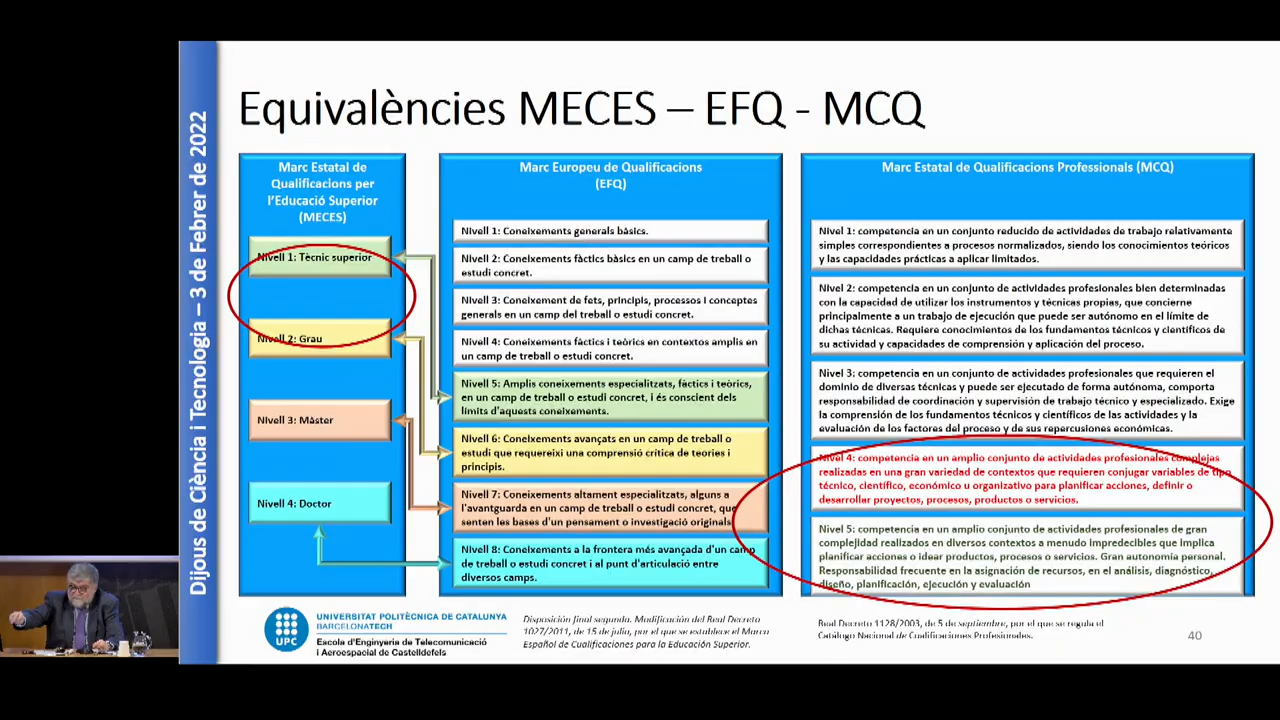 Dijous de Ciència i Tecnologia – 3 de Febrer de 2022
Equivalències MECES – EFQ - MCQ
Marc Estatal de
Qualificacions per
l'Educació Superior
(MECES)
Nivell 1: Tècnic superior
Nivell 2: Grau
Nivell 3: Màster
Nivell 4: Doctor
Marc Europeu de Qualificacions
(EFQ)
Nivell 1: Coneixements generals bàsics.
Nivell 2: Coneixements fàctics bàsics en un camp de treball o
estudi concret.
Nivell 3: Coneixement de fets, principis, processos i conceptes
generals en un camp del treball o estudi concret.
Nivell 4: Coneixements fàctics i teòrics en contextos amplis en
un camp de treball o estudi concret.
Nivell 5: Amplis coneixements especialitzats, fàctics i teòrics,
en un camp de treball o estudi concret, i és conscient dels
límits d'aquests coneixements.
Nivell 6: Coneixements avançats en un camp de treball o
estudi que requereixi una comprensió crítica de teories i
principis.
Nivell 7: Coneixements altament especialitzats, alguns a
l'avantguarda en un camp de treball o estudi concret, que
senten les bases d'un pensament o investigació originals.
Nivell 8: Coneixements a la frontera més avançada d'un camp
de treball o estudi concret i al punt d'articulació entre
diversos camps.
Marc Estatal de Qualificacions Professionals (MCQ)
Nivel 1: competencia en un conjunto reducido de actividades de trabajo relativamente
simples correspondientes a procesos normalizados, siendo los conocimientos teóricos
y las capacidades prácticas a aplicar limitados.
Nivel 2: competencia en un conjunto de actividades profesionales bien determinadas
con la capacidad de utilizar los instrumentos y técnicas propias, que concierne
principalmente a un trabajo de ejecución que puede ser autónomo en el límite de
dichas técnicas. Requiere conocimientos de los fundamentos técnicos y científicos de
su actividad y capacidades de comprensión y aplicación del proceso.
Nivel 3: competencia en un conjunto de actividades profesionales que requieren el
dominio de diversas técnicas y puede ser ejecutado de forma autónoma, comporta
responsabilidad de coordinación y supervisión de trabajo técnico y especializado. Exige
la comprensión de los fundamentos técnicos y científicos de las actividades y la
evaluación de los factores del proceso y de sus repercusiones económicas.
Nivel 4: competencia en un amplio conjunto de actividades profesionales complejas
realizadas en una gran variedad de contextos que requieren conjugar variables de tipo
técnico, científico, económico u organizativo para planificar acciones, definir o
desarrollar proyectos, procesos, productos o servicios.
Nivel 5: competencia en un amplio conjunto de actividades profesionales de gran
complejidad realizados en diversos contextos a menudo impredecibles que implica
planificar acciones o idear productos, procesos o servicios. Gran autonomía personal.
Responsabilidad frecuente en la asignación de recursos, en el análisis, diagnóstico,
diseño, planificación, ejecución y evaluación
UPC
UNIVERSITAT POLITÈCNICA DE CATALUNYA
BARCELONATECH
Escola d'Enginyeria de Telecomunicació
i Aeroespacial de Castelldefels
Disposición final segunda. Modificación del Real Decreto
1027/2011, de 15 de julio, por el que se establece el Marco
Español de Cualificaciones para la Educación Superior.
Real Decreto 1128/2003, de 5 de septiembre, por el que se regula el
Catálogo Nacional de Cualificaciones Profesionales.
40